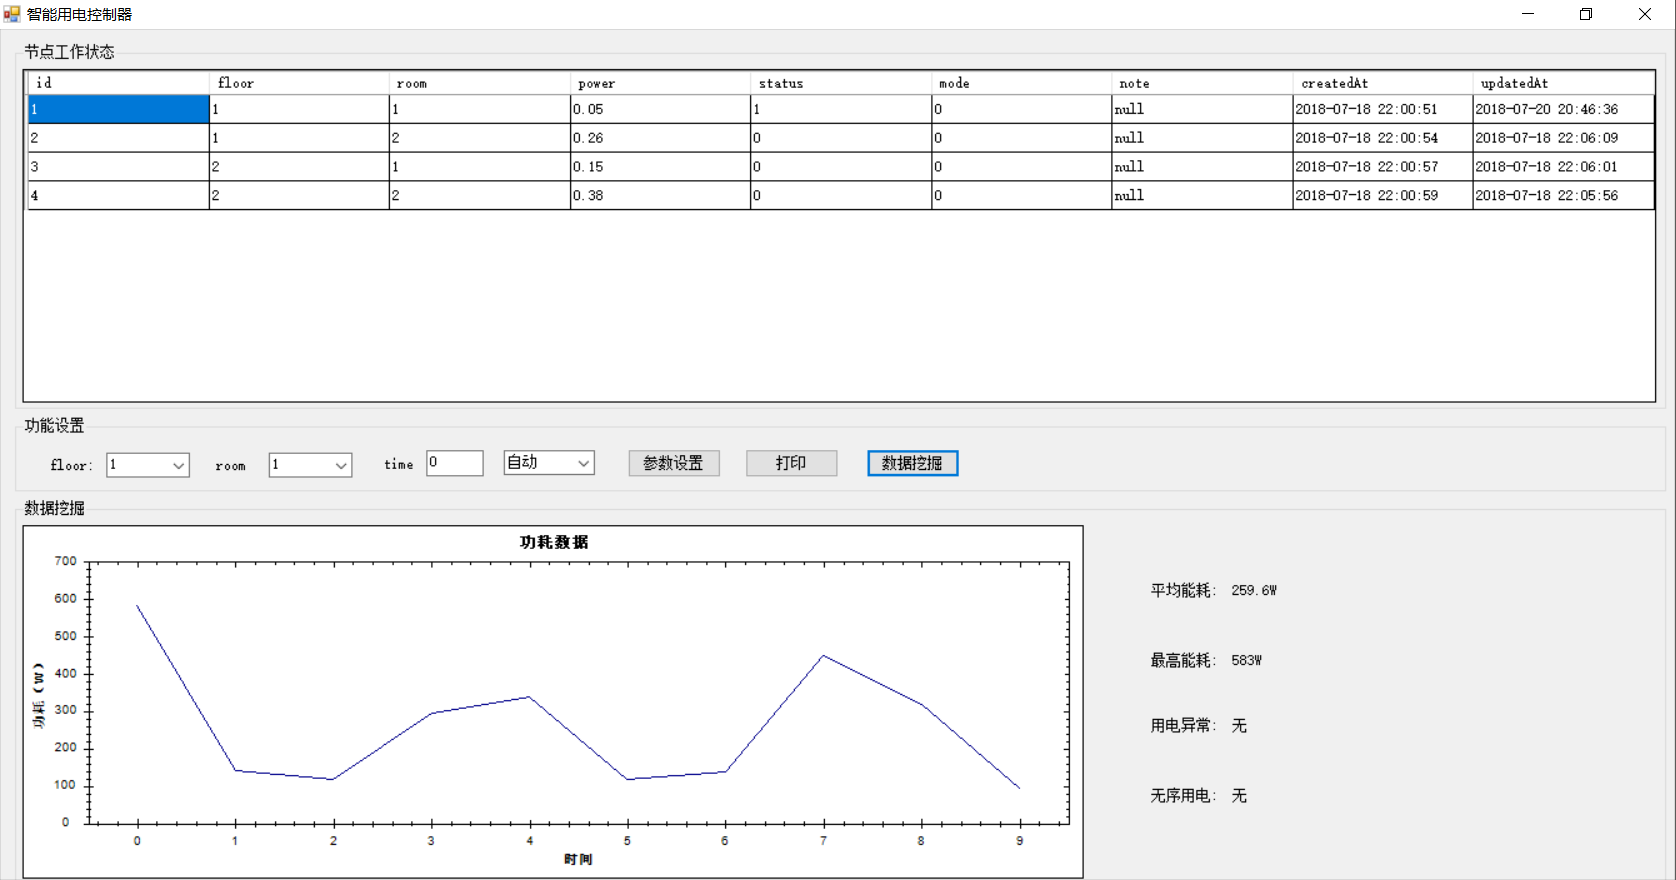 智能用电控制器
节点工作状态
id floor room power status mode note createdAt updatedAt
1 1 1 0.05 1 0 null 2018-07-18 22:00:51 2018-07-20 20:46:36
2 1 2 0.26 0 0 null 2018-07-18 22:00:54 2018-07-18 22:06:09
3 2 1 0.15 0 0 null 2018-07-18 22:00:57 2018-07-18 22:06:01
4 2 2 0.38 0 0 null 2018-07-18 22:00:59 2018-07-18 22:05:56
功能设置
floor: 1 room 1 time 0 自动 参数设置 打印 数据挖掘
数据挖掘
功耗数据
700
600
500
400
300
200
100
0
功耗(W)
0 1 2 3 4 5 6 7 8 9
时间
平均能耗: 259.6W
最高能耗: 583W
用电异常: 无
无序用电: 无